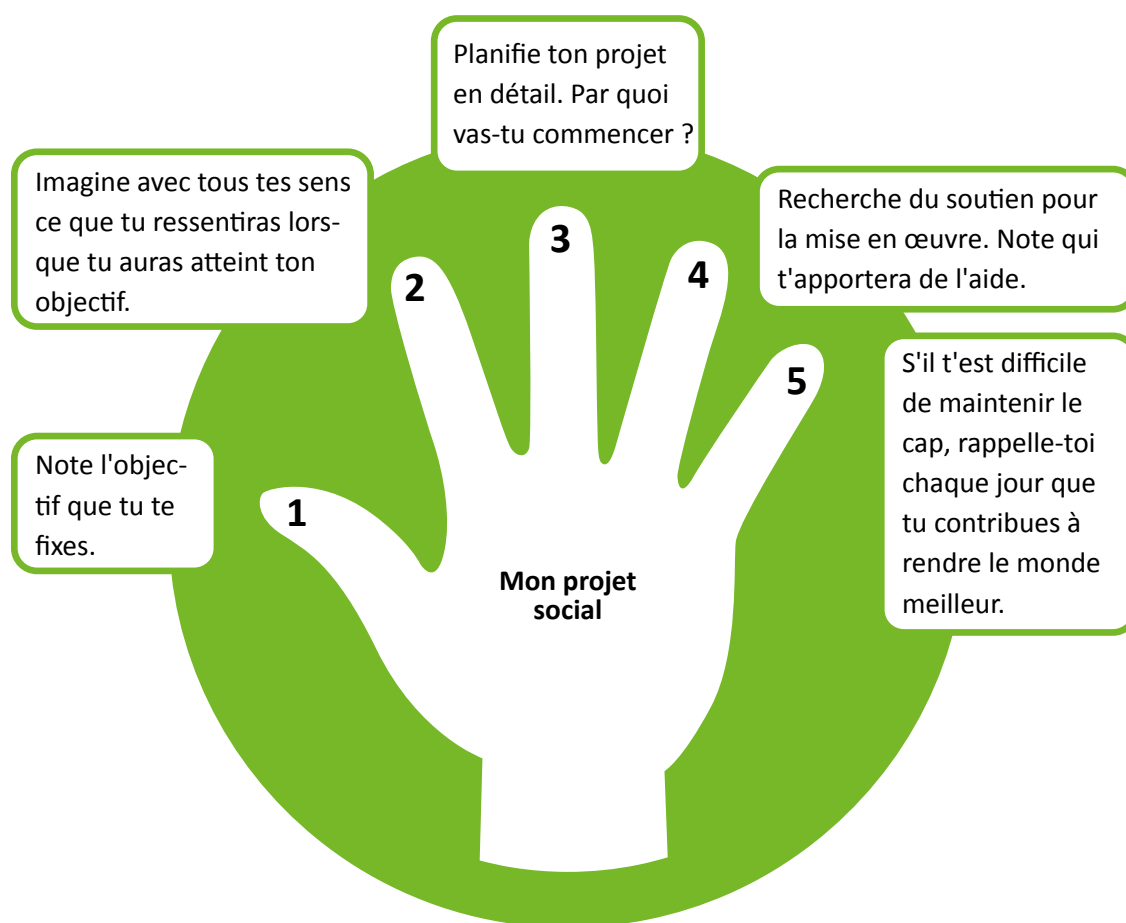 1
Note l'objec-
tif que tu te
fixes.
2
Imagine avec tous tes sens
ce que tu ressentiras lors-
que tu auras atteint ton
objectif.
3
Planifie ton projet
en détail. Par quoi
vas-tu commencer ?
4
Recherche du soutien pour
la mise en œuvre. Note qui
t'apportera de l'aide.
5
S'il t'est difficile
de maintenir le
cap, rappelle-toi
chaque jour que
tu contribues à
rendre le monde
meilleur.
Mon projet
social